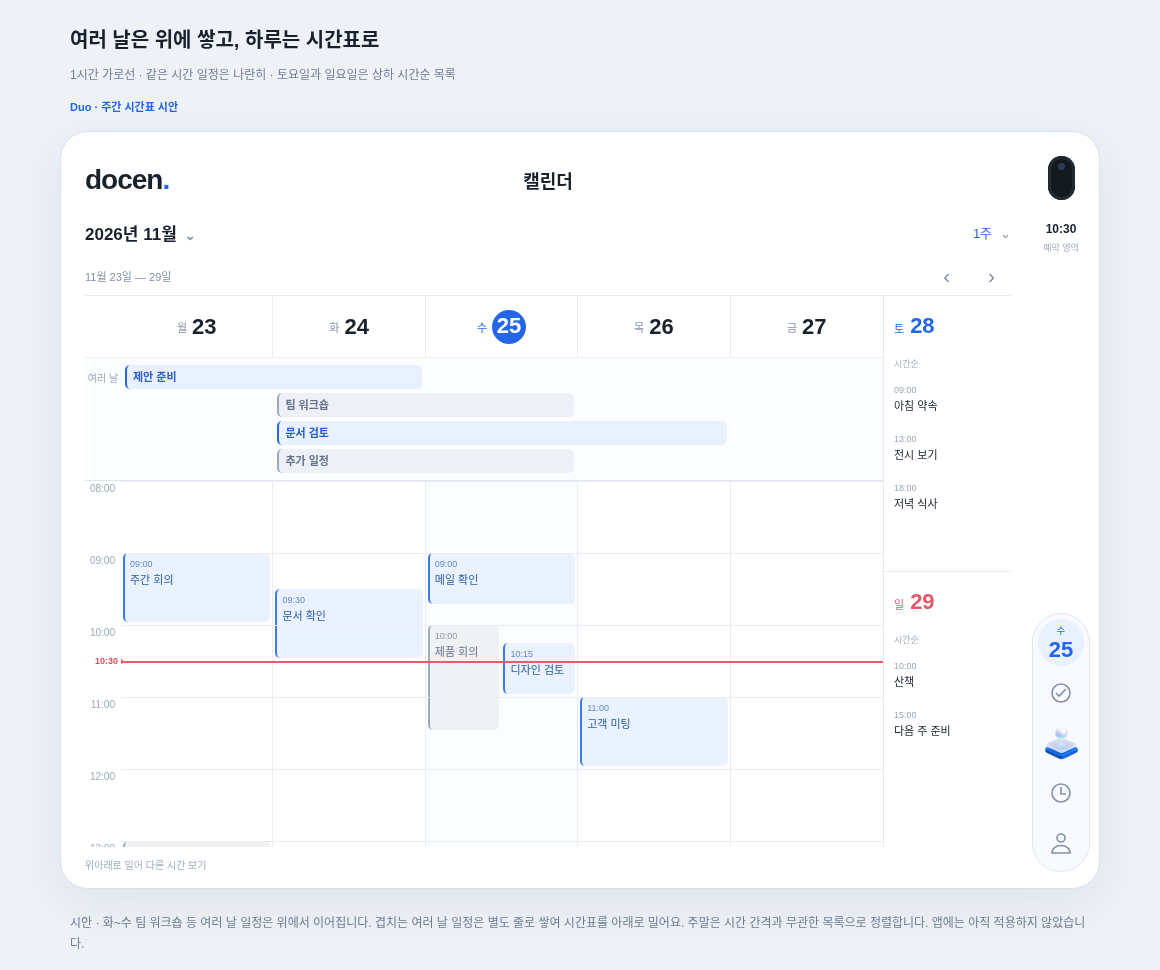 여러 날은 위에 쌓고, 하루는 시간표로
1시간 가로선 · 같은 시간 일정은 나란히 · 토요일과 일요일은 상하 시간순 목록
Duo · 주간 시간표 시안
docen.
캘린더
10:30
예약 영역
2026년 11월
1주
11월 23일 — 29일
월 23
화 24
수 25
목 26
금 27
토 28
시간순
09:00
아침 약속
13:00
전시 보기
18:00
저녁 식사
일 29
시간순
10:00
산책
15:00
다음 주 준비
여러 날
제안 준비
팀 워크숍
문서 검토
추가 일정
08:00
09:00
10:00
10:30
11:00
12:00
13:00
09:00
주간 회의
09:30
문서 확인
09:00
메일 확인
10:00
제품 회의
10:15
디자인 검토
11:00
고객 미팅
수
25
위아래로 밀어 다른 시간 보기
시안 · 화~수 팀 워크숍 등 여러 날 일정은 위에서 이어집니다. 겹치는 여러 날 일정은 별도 줄로 쌓여 시간표를 아래로 밀어요. 주말은 시간 간격과 무관한 목록으로 정렬합니다. 앱에는 아직 적용하지 않았습니
다.